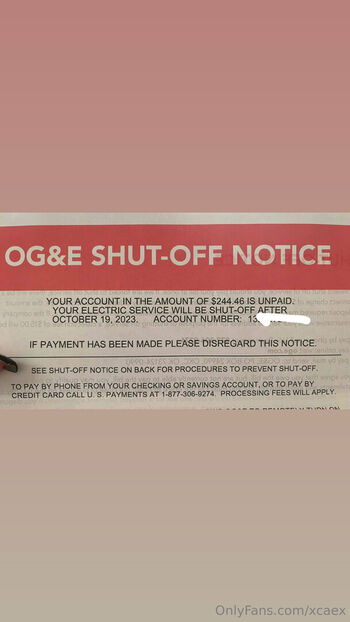 OG&E SHUT-OFF NOTICE
YOUR ACCOUNT IN THE AMOUNT OF $244.46 IS UNPAID.
YOUR ELECTRIC SERVICE WILL BE SHUT-OFF AFTER
OCTOBER 19, 2023. ACCOUNT NUMBER: 13
IF PAYMENT HAS BEEN MADE PLEASE DISREGARD THIS NOTICE.
SEE SHUT-OFF NOTICE ON BACK FOR PROCEDURES TO PREVENT SHUT-OFF.
TO PAY BY PHONE FROM YOUR CHECKING OR SAVINGS ACCOUNT, OR TO PAY BY
CREDIT CARD CALL U. S. PAYMENTS AT 1-877-306-9274. PROCESSING FEES WILL APPLY.
OnlyFans.com/xcaex